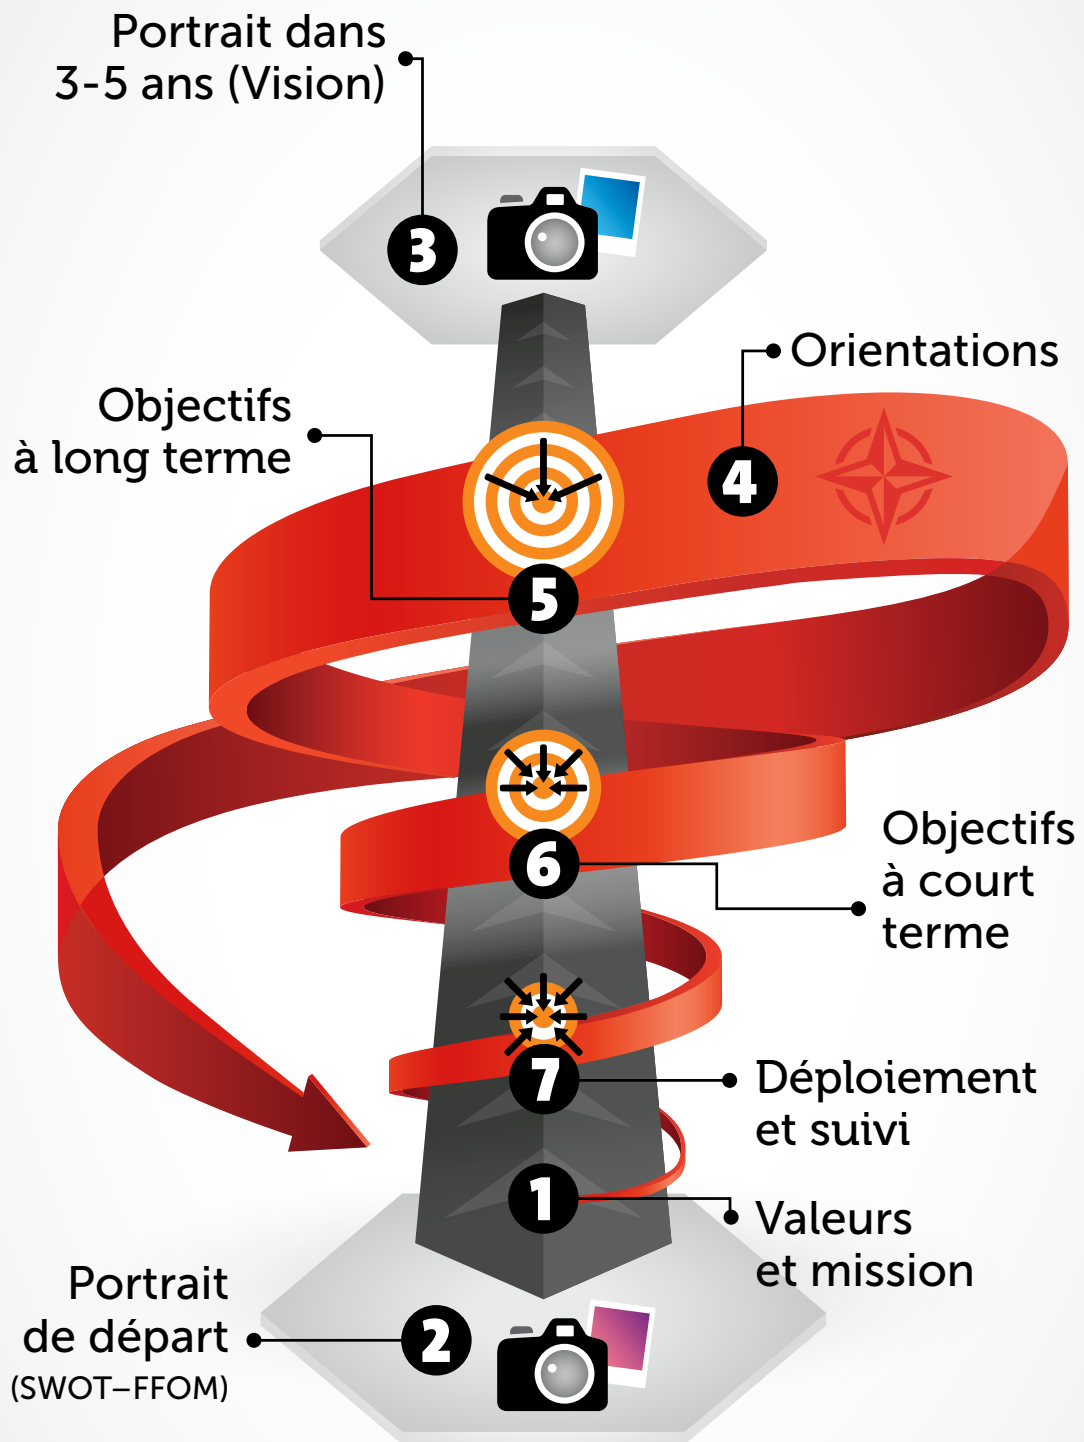 Portrait dans
3-5 ans (Vision)
3
Orientations
4
Objectifs
à long terme
5
Objectifs
à court
terme
6
Déploiement
et suivi
7
1
Valeurs
et mission
Portrait
de départ
(SWOT–FFOM)
2